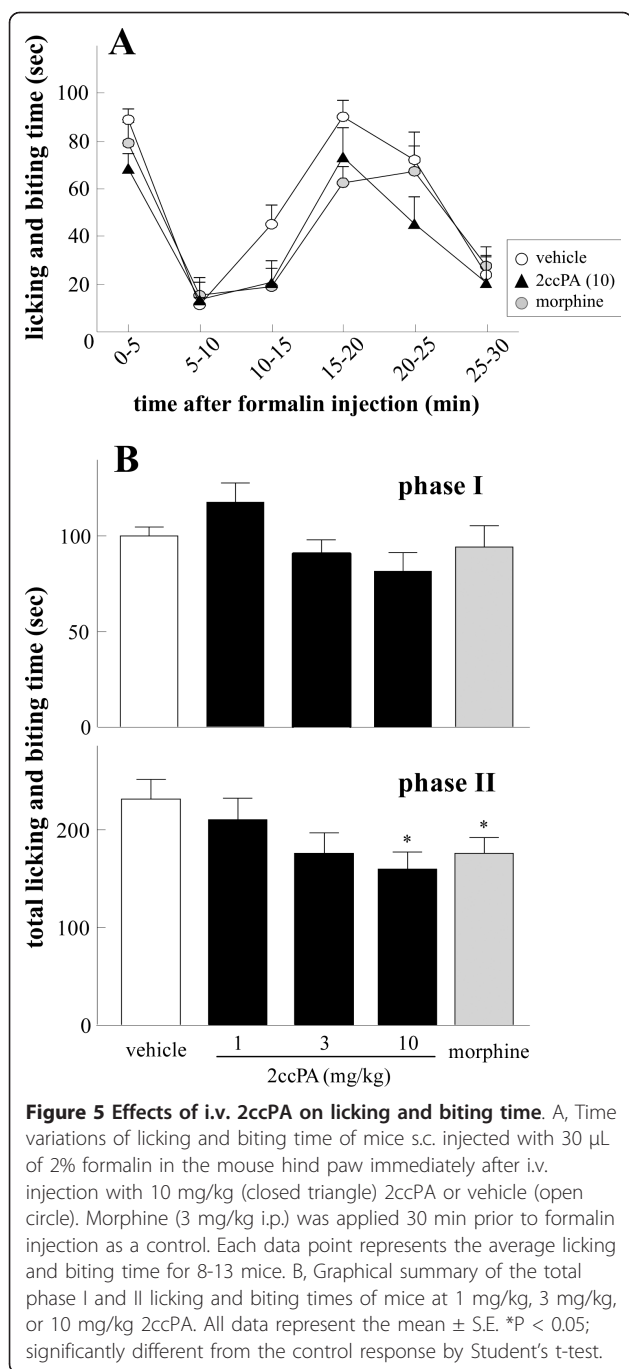 A
licking and biting time (sec)
100
80
60
40
20
0
0-5
5-10
10-15
15-20
20-25
25-30
vehicle
2ccPA (10)
morphine
time after formalin injection (min)
B
phase I
total licking and biting time (sec)
100
50
0
phase II
200
100
0
*
*
vehicle
1
3
10
morphine
2ccPA (mg/kg)
Figure 5 Effects of i.v. 2ccPA on licking and biting time. A, Time
variations of licking and biting time of mice s.c. injected with 30 μL
of 2% formalin in the mouse hind paw immediately after i.v.
injection with 10 mg/kg (closed triangle) 2ccPA or vehicle (open
circle). Morphine (3 mg/kg i.p.) was applied 30 min prior to formalin
injection as a control. Each data point represents the average licking
and biting time for 8-13 mice. B, Graphical summary of the total
phase I and II licking and biting times of mice at 1 mg/kg, 3 mg/kg,
or 10 mg/kg 2ccPA. All data represent the mean ± S.E. *P < 0.05;
significantly different from the control response by Student's t-test.